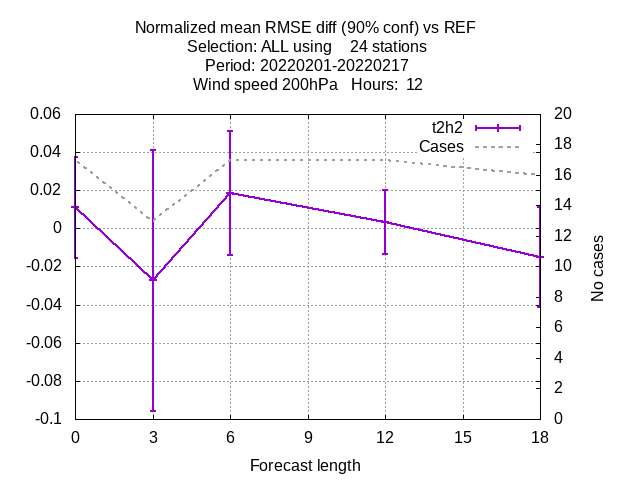 Normalized mean RMSE diff (90% conf) vs REF
Selection: ALL using    24 stations
Period: 20220201-20220217
Wind speed 200hPa   Hours:  12
t2h2
Cases
0.06
0.04
0.02
0
-0.02
-0.04
-0.06
-0.08
-0.1
20
18
16
14
12
10
8
6
4
2
0
No cases
0 3 6 9 12 15 18
Forecast length